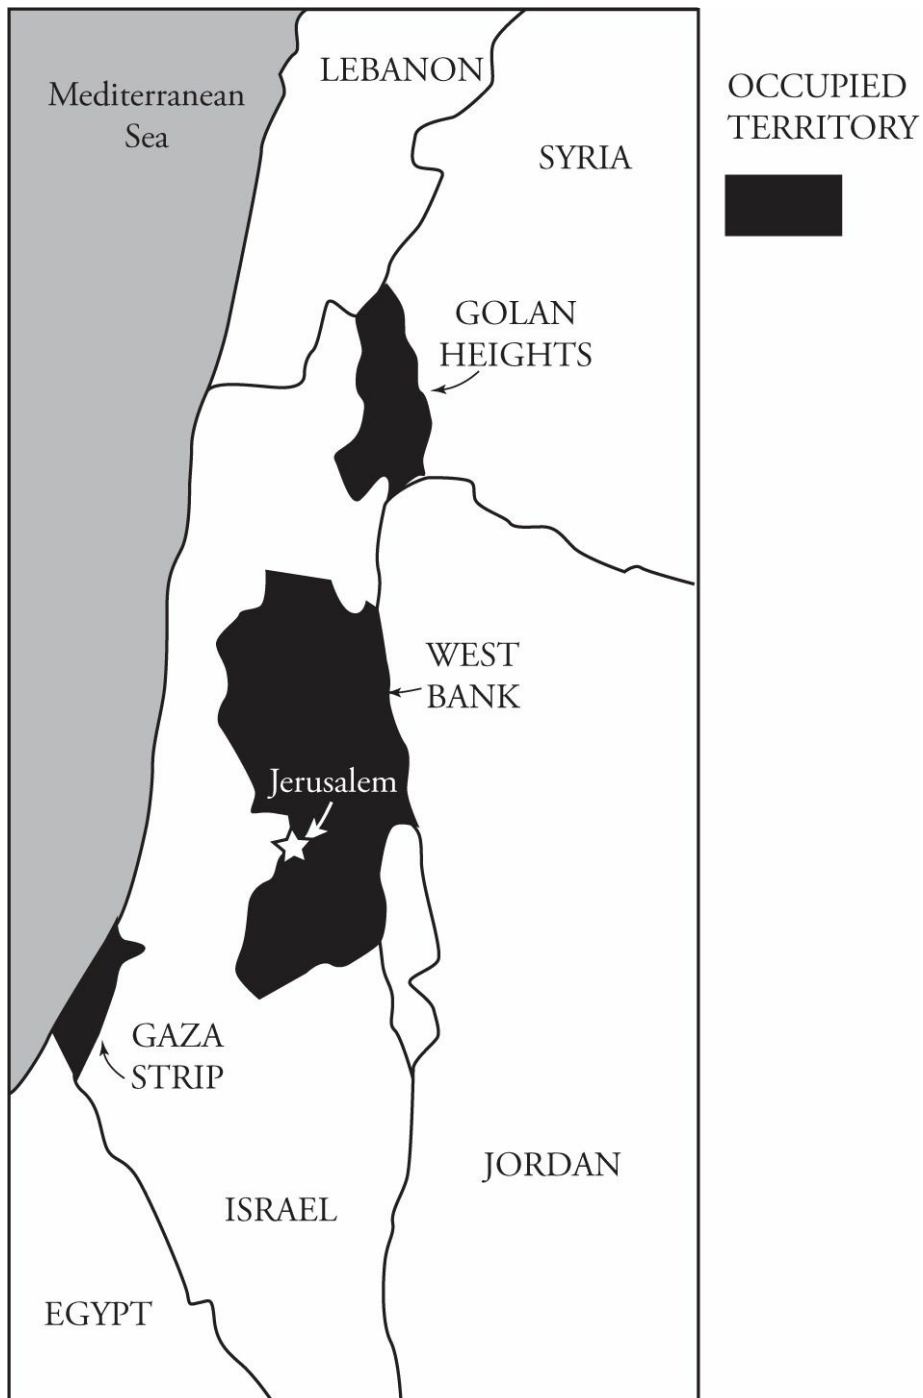 Mediterranean
Sea
LEBANON
SYRIA
OCCUPIED
TERRITORY
GOLAN
HEIGHTS
WEST
BANK
Jerusalem
GAZA
STRIP
JORDAN
ISRAEL
EGYPT